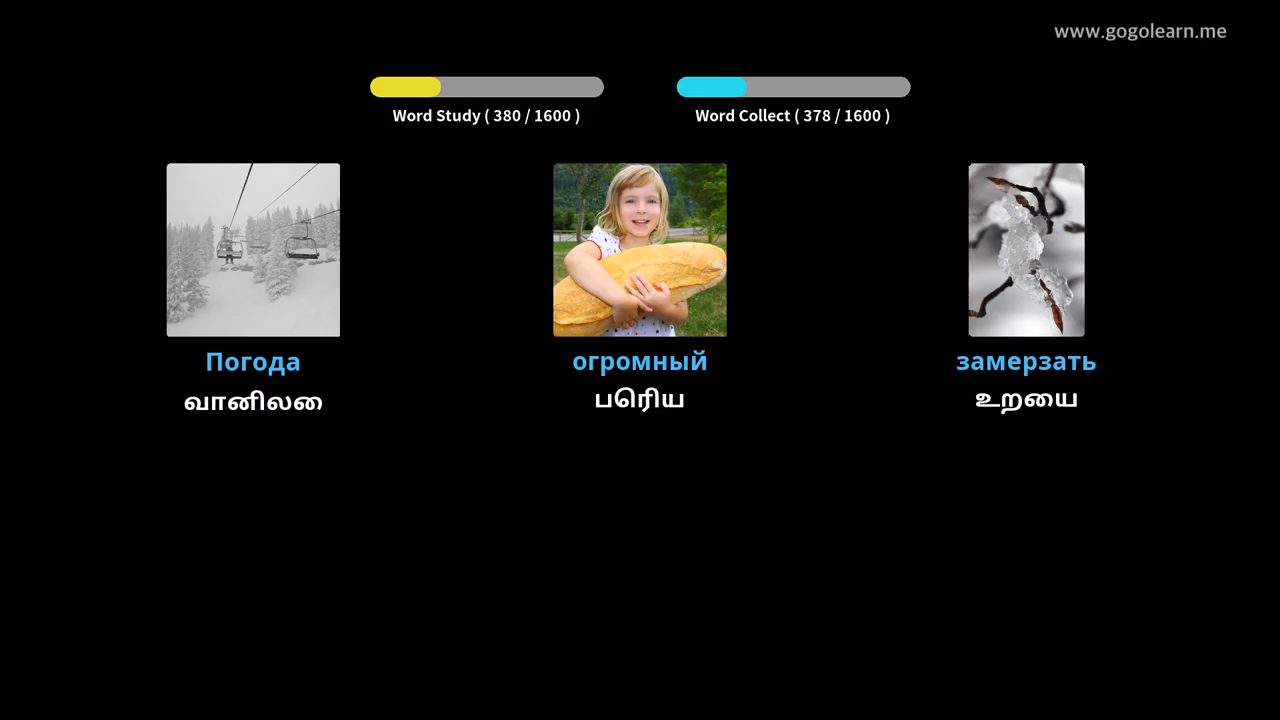 www.gogolearn.me
Word Study ( 380 / 1600 )
Word Collect ( 378 / 1600 )
Погода
வானிலை
огромный
பெரிய
замерзать
உறைய